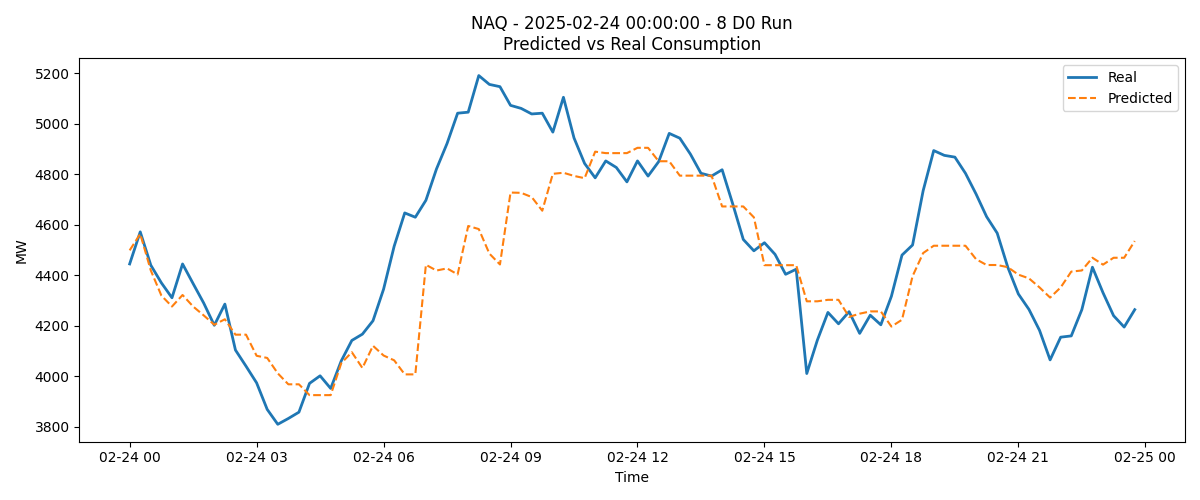 NAQ - 2025-02-24 00:00:00 - 8 D0 Run
Predicted vs Real Consumption
Real
Predicted
MW
5200
5000
4800
4600
4400
4200
4000
3800
02-24 00
02-24 03
02-24 06
02-24 09
02-24 12
02-24 15
02-24 18
02-24 21
02-25 00
Time